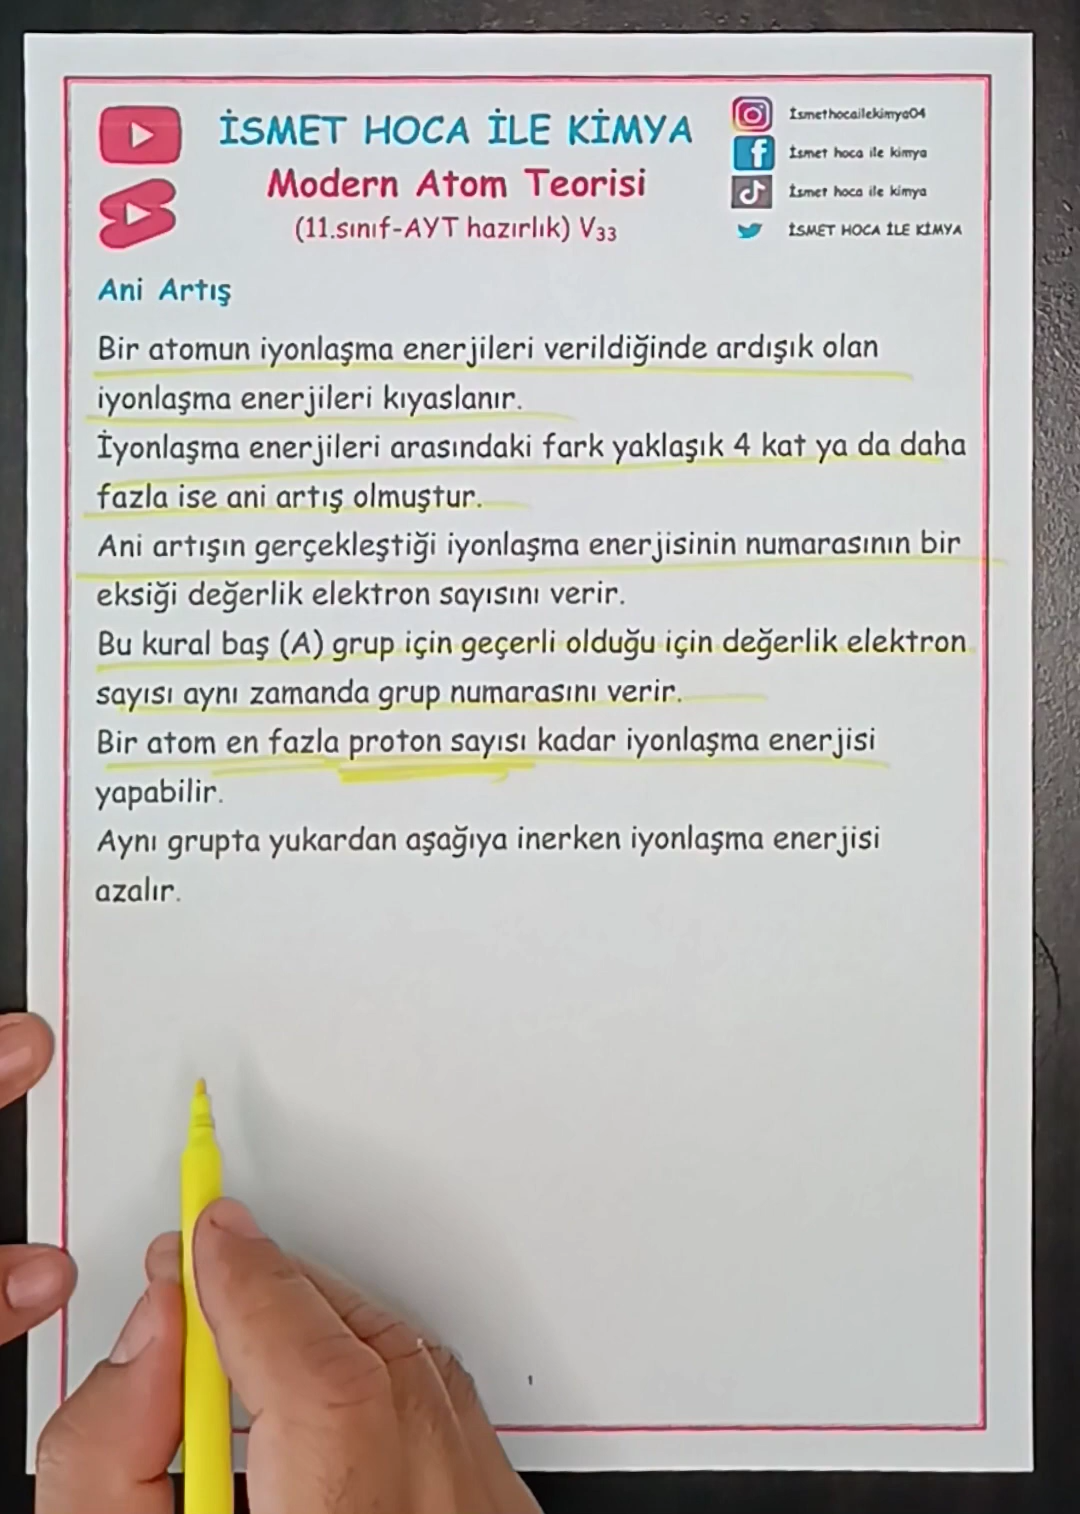 İSMET HOCA İLE KİMYA
Modern Atom Teorisi
(11.sınıf-AYT hazırlık) V33
İsmethocailekimya04
İsmet hoca ile kimya
İsmet hoca ile kimya
İSMET HOCA İLE KİMYA
Ani Artış
Bir atomun iyonlaşma enerjileri verildiğinde ardışık olan
iyonlaşma enerjileri kıyaslanır.
İyonlaşma enerjileri arasındaki fark yaklaşık 4 kat ya da daha
fazla ise ani artış olmuştur.
Ani artışın gerçekleştiği iyonlaşma enerjisinin numarasının bir
eksiği değerlik elektron sayısını verir.
Bu kural baş (A) grup için geçerli olduğu için değerlik elektron
sayısı aynı zamanda grup numarasını verir.
Bir atom en fazla proton sayısı kadar iyonlaşma enerjisi
yapabilir.
Aynı grupta yukardan aşağıya inerken iyonlaşma enerjisi
azalır.
1